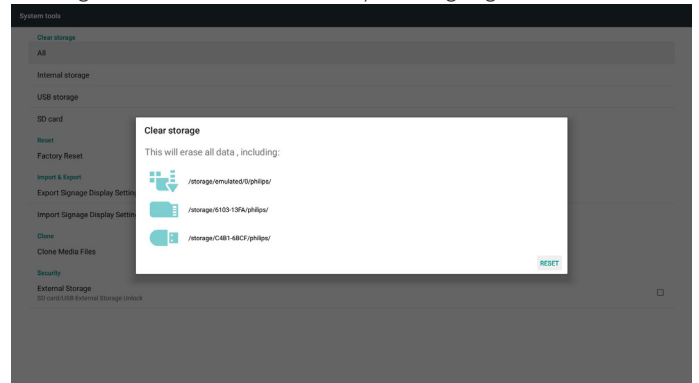 System tools
Clear storage
All
Internal storage
USB storage
SD card
Reset
Factory Reset
Import & Export
Export Signage Display Settin
Import Signage Display Settin
Clone
Clone Media Files
Security
External Storage
SD card/USB External Storage Unlock
Clear storage
This will erase all data , including:
/storage/emulated/0/philips/
/storage/6103-13FA/philips/
/storage/C4B1-6BCF/philips/
RESET